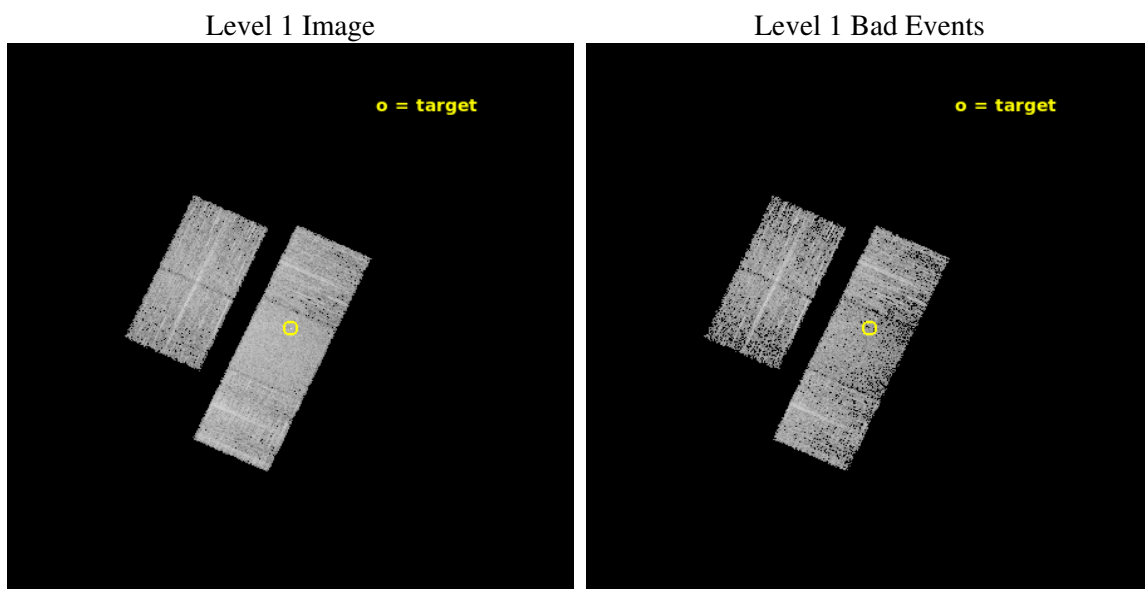 Level 1 Image
Level 1 Bad Events
o = target
o = target